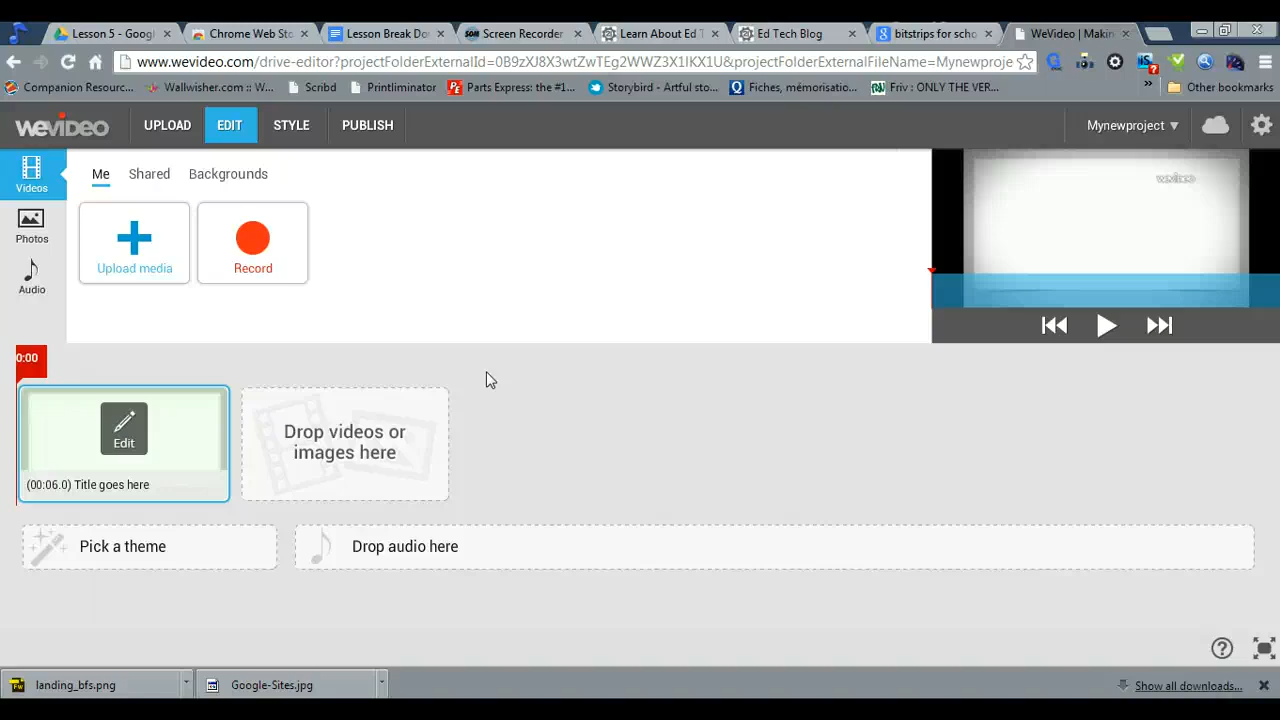 Lesson 5 - Googl
Chrome Web Sto
Lesson Break Do
SOM Screen Recorder
Learn About Ed T
Ed Tech Blog
bitstrips for scho
WeVideo | Makin
www.wevideo.com/drive-editor?projectFolderExternalId=0B9zXJ8X3wtZwTEg2WWZ3X1lKX1U&projectFolderExternalFileName=Mynewproje
Companion Resourc...
Wallwisher.com :: W...
Scribd
Printliminator
Parts Express: the #1...
Storybird - Artful sto...
Fiches, mémorisatio...
Friv : ONLY THE VER...
Other bookmarks
wevideo
UPLOAD
EDIT
STYLE
PUBLISH
Mynewproject
Videos
Photos
Audio
Me
Shared
Backgrounds
Upload media
Record
wevideo
0:00
Edit
(00:06.0) Title goes here
Drop videos or
images here
Pick a theme
Drop audio here
landing_bfs.png
Google-Sites.jpg
Show all downloads...